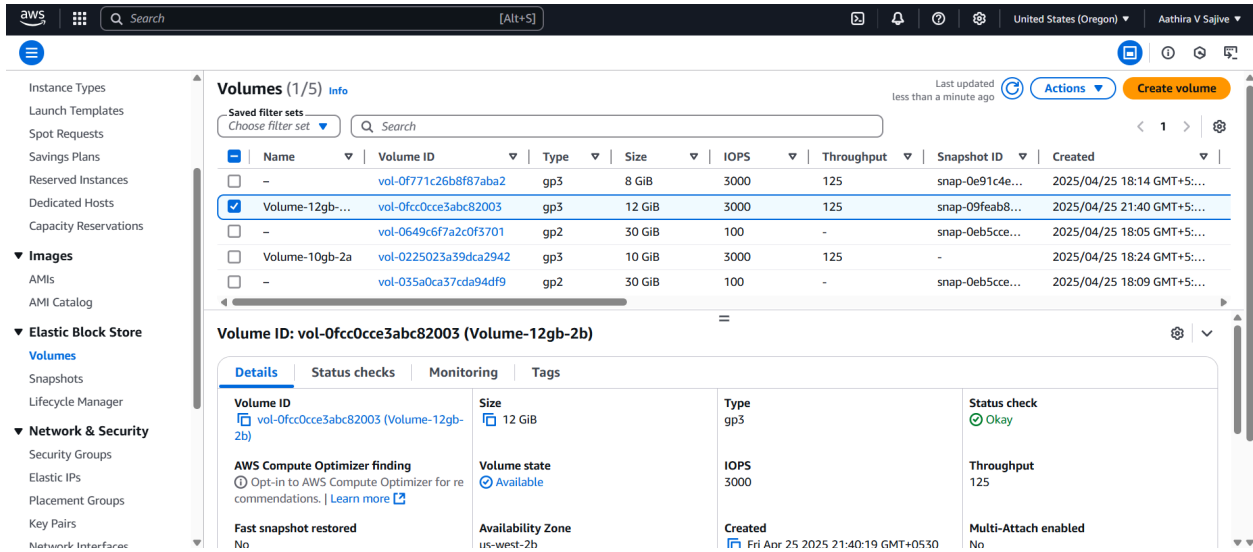 aws
Search [Alt+S]
United States (Oregon) ▼
Aathira V Sajive ▼
Instance Types
Launch Templates
Spot Requests
Savings Plans
Reserved Instances
Dedicated Hosts
Capacity Reservations
▼ Images
AMIs
AMI Catalog
▼ Elastic Block Store
Volumes
Snapshots
Lifecycle Manager
▼ Network & Security
Security Groups
Elastic IPs
Placement Groups
Key Pairs
Network Interfaces
Volumes (1/5) Info
Last updated
less than a minute ago
Actions ▼
Create volume
Saved filter sets
Choose filter set ▼
Search
< 1 >
Name Volume ID Type Size IOPS Throughput Snapshot ID Created
– vol-0f771c26b8f87aba2 gp3 8 GiB 3000 125 snap-0e91c4e... 2025/04/25 18:14 GMT+5:...
Volume-12gb-... vol-0fcc0cce3abc82003 gp3 12 GiB 3000 125 snap-09feab8... 2025/04/25 21:40 GMT+5:...
– vol-0649c6f7a2c0f3701 gp2 30 GiB 100 - snap-0eb5cce... 2025/04/25 18:05 GMT+5:...
Volume-10gb-2a vol-0225023a39dca2942 gp3 10 GiB 3000 125 - 2025/04/25 18:24 GMT+5:...
– vol-035a0ca37cda94df9 gp2 30 GiB 100 - snap-0eb5cce... 2025/04/25 18:09 GMT+5:...
Volume ID: vol-0fcc0cce3abc82003 (Volume-12gb-2b)
Details Status checks Monitoring Tags
Volume ID
vol-0fcc0cce3abc82003 (Volume-12gb-
2b)
Size
12 GiB
Type
gp3
Status check
Okay
AWS Compute Optimizer finding
Opt-in to AWS Compute Optimizer for re
commendations. | Learn more
Volume state
Available
IOPS
3000
Throughput
125
Fast snapshot restored
No
Availability Zone
us-west-2b
Created
Fri Apr 25 2025 21:40:19 GMT+0530
Multi-Attach enabled
No